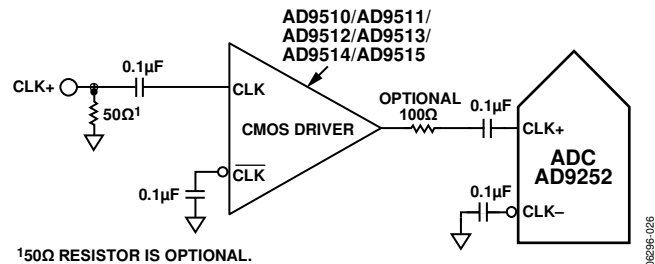 AD9510/AD9511/
AD9512/AD9513/
AD9514/AD9515
0.1µF
CLK+
50Ω¹
CLK
CMOS DRIVER
CLK
0.1µF
OPTIONAL
100Ω
0.1µF
CLK+
ADC
AD9252
0.1µF
CLK–
¹50Ω RESISTOR IS OPTIONAL.
06296-026